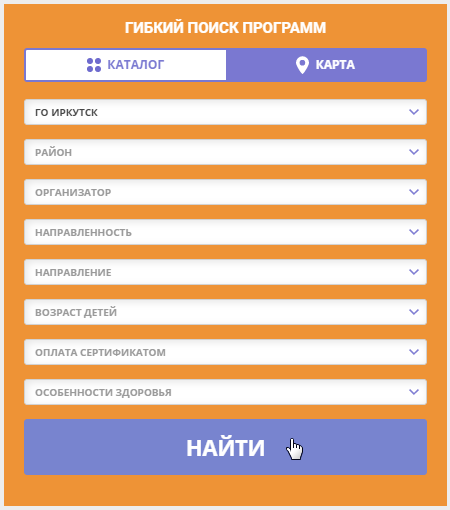 ГИБКИЙ ПОИСК ПРОГРАММ
КАТАЛОГ КАРТА
ГО ИРКУТСК
РАЙОН
ОРГАНИЗАТОР
НАПРАВЛЕННОСТЬ
НАПРАВЛЕНИЕ
ВОЗРАСТ ДЕТЕЙ
ОПЛАТА СЕРТИФИКАТОМ
ОСОБЕННОСТИ ЗДОРОВЬЯ
НАЙТИ